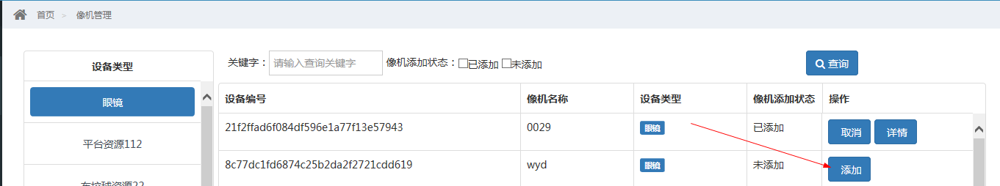 首页 > 像机管理
设备类型
眼镜
平台资源112
布控球资源22
关键字：请输入查询关键字 像机添加状态：已添加 未添加 查询
设备编号 像机名称 设备类型 像机添加状态 操作
21f2ffad6f084df596e1a77f13e57943 0029 眼镜 已添加 取消 详情
8c77dc1fd6874c25b2da2f2721cdd619 wyd 眼镜 未添加 添加